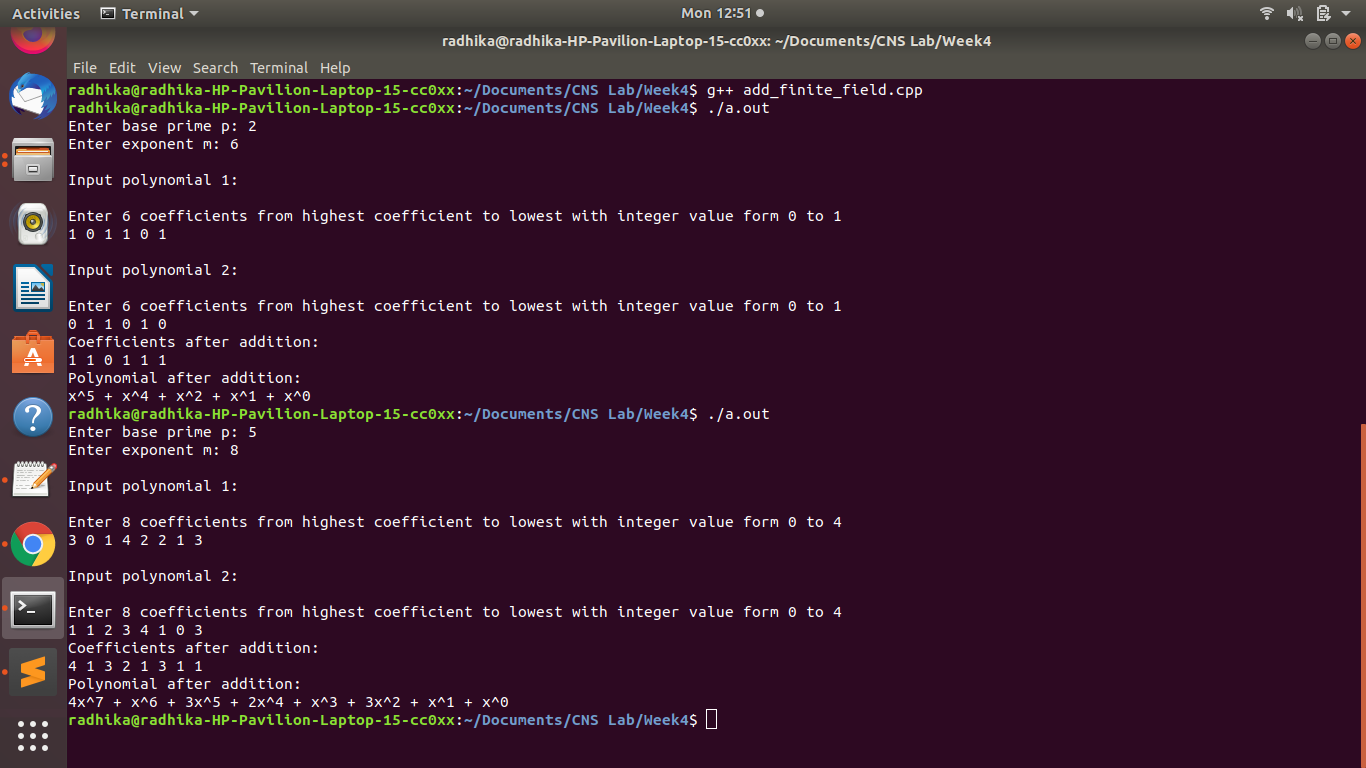 Activities Terminal Mon 12:51
radhika@radhika-HP-Pavilion-Laptop-15-cc0xx: ~/Documents/CNS Lab/Week4
File Edit View Search Terminal Help
radhika@radhika-HP-Pavilion-Laptop-15-cc0xx:~/Documents/CNS Lab/Week4$ g++ add_finite_field.cpp
radhika@radhika-HP-Pavilion-Laptop-15-cc0xx:~/Documents/CNS Lab/Week4$ ./a.out
Enter base prime p: 2
Enter exponent m: 6
Input polynomial 1:
Enter 6 coefficients from highest coefficient to lowest with integer value form 0 to 1
1 0 1 1 0 1
Input polynomial 2:
Enter 6 coefficients from highest coefficient to lowest with integer value form 0 to 1
0 1 1 0 1 0
Coefficients after addition:
1 1 0 1 1 1
Polynomial after addition:
x^5 + x^4 + x^2 + x^1 + x^0
radhika@radhika-HP-Pavilion-Laptop-15-cc0xx:~/Documents/CNS Lab/Week4$ ./a.out
Enter base prime p: 5
Enter exponent m: 8
Input polynomial 1:
Enter 8 coefficients from highest coefficient to lowest with integer value form 0 to 4
3 0 1 4 2 2 1 3
Input polynomial 2:
Enter 8 coefficients from highest coefficient to lowest with integer value form 0 to 4
1 1 2 3 4 1 0 3
Coefficients after addition:
4 1 3 2 1 3 1 1
Polynomial after addition:
4x^7 + x^6 + 3x^5 + 2x^4 + x^3 + 3x^2 + x^1 + x^0
radhika@radhika-HP-Pavilion-Laptop-15-cc0xx:~/Documents/CNS Lab/Week4$